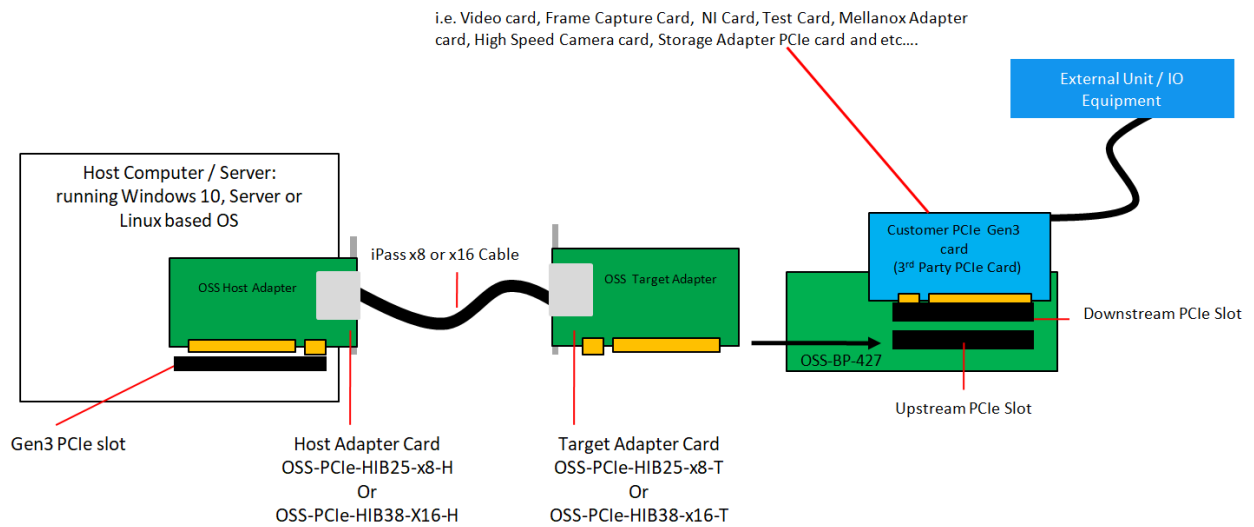 i.e. Video card, Frame Capture Card, NI Card, Test Card, Mellanox Adapter
card, High Speed Camera card, Storage Adapter PCIe card and etc....
External Unit / IO
Equipment
Host Computer / Server:
running Windows 10, Server or
Linux based OS
iPass x8 or x16 Cable
OSS Host Adapter
OSS Target Adapter
Customer PCIe Gen3
card
(3rd Party PCIe Card)
Downstream PCIe Slot
OSS-BP-427
Upstream PCIe Slot
Gen3 PCIe slot
Host Adapter Card
OSS-PCIe-HIB25-x8-H
Or
OSS-PCIe-HIB38-X16-H
Target Adapter Card
OSS-PCIe-HIB25-x8-T
Or
OSS-PCIe-HIB38-x16-T